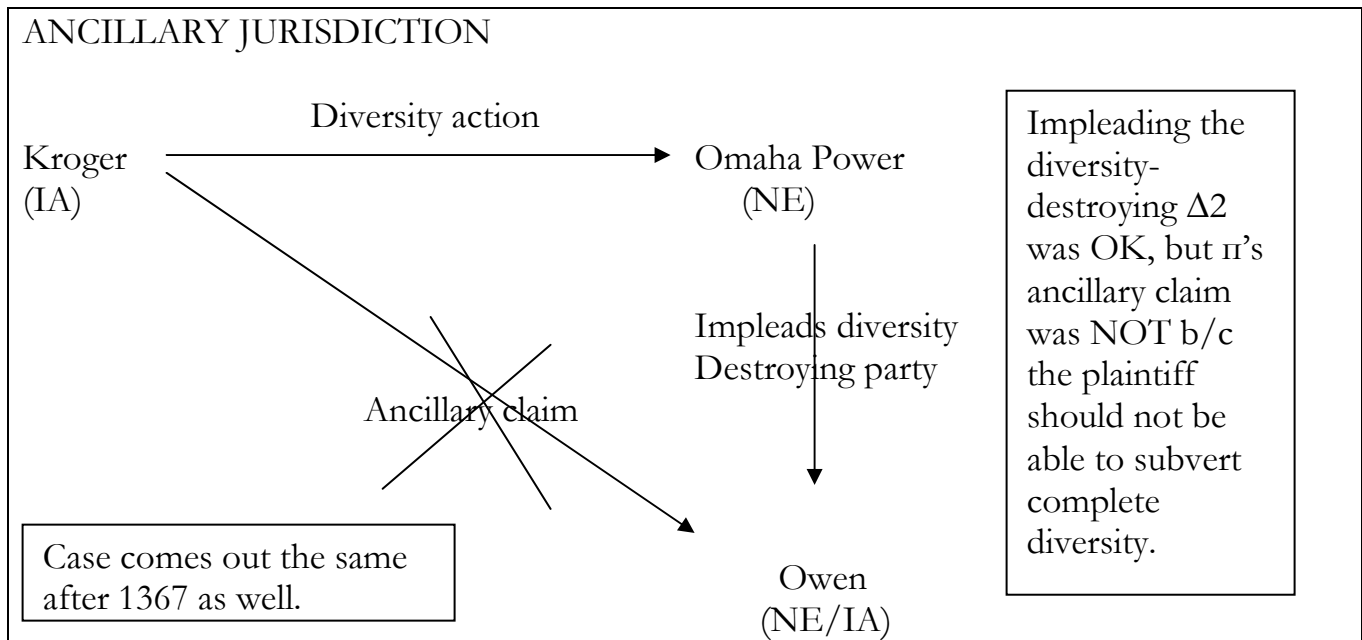 ANCILLARY JURISDICTION
Diversity action
Kroger
(IA)
Omaha Power
(NE)
Impleads diversity
Destroying party
Ancillary claim
Owen
(NE/IA)
Case comes out the same
after 1367 as well.
Impleading the
diversity-
destroying Δ2
was OK, but п’s
ancillary claim
was NOT b/c
the plaintiff
should not be
able to subvert
complete
diversity.